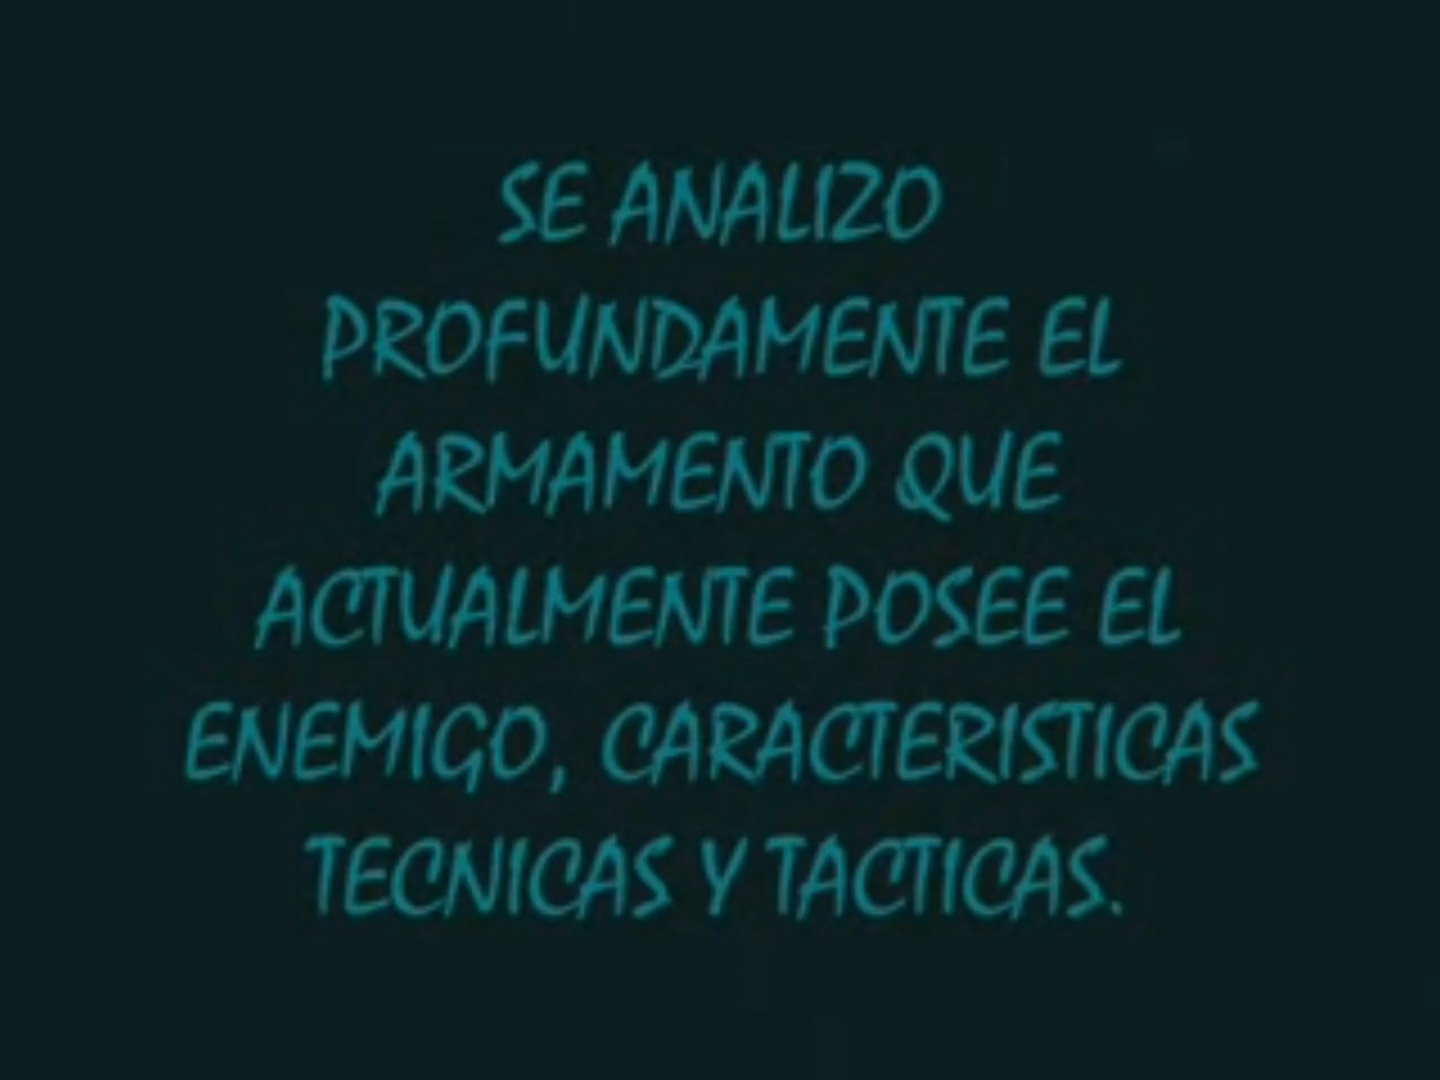 SE ANALIZO
PROFUNDAMENTE EL
ARMAMENTO QUE
ACTUALMENTE POSEE EL
ENEMIGO, CARACTERISTICAS
TECNICAS Y TACTICAS.